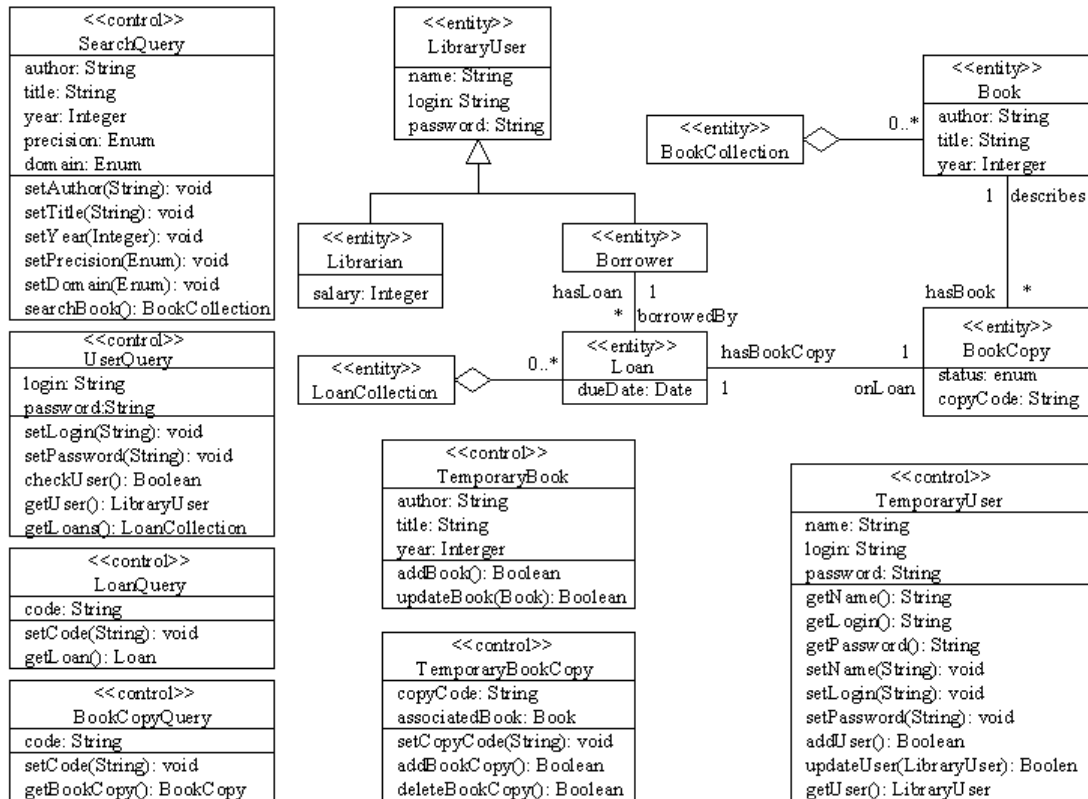 <<control>>
SearchQuery
author: String
title: String
year: Integer
precision: Enum
domain: Enum
setAuthor(String): void
setTitle(String): void
setYear(Integer): void
setPrecision(Enum): void
setDomain(Enum): void
searchBook(): BookCollection
<<control>>
UserQuery
login: String
password:String
setLogin(String): void
setPassword(String): void
checkUser(): Boolean
getUser(): LibraryUser
getLoans(): LoanCollection
<<control>>
LoanQuery
code: String
setCode(String): void
getLoan(): Loan
<<control>>
BookCopyQuery
code: String
setCode(String): void
getBookCopy(): BookCopy
<<entity>>
LibraryUser
name: String
login: String
password: String
<<entity>>
Librarian
salary: Integer
<<entity>>
Borrower
hasLoan
1
*
borrowedBy
<<entity>>
LoanCollection
0..*
<<entity>>
Loan
dueDate: Date
hasBookCopy
1
1
onLoan
<<entity>>
BookCollection
0..*
<<entity>>
Book
author: String
title: String
year: Interger
1
describes
hasBook
*
<<entity>>
BookCopy
status: enum
copyCode: String
<<control>>
TemporaryBook
author: String
title: String
year: Interger
addBook(): Boolean
updateBook(Book): Boolean
<<control>>
TemporaryBookCopy
copyCode: String
associatedBook: Book
setCopyCode(String): void
addBookCopy(): Boolean
deleteBookCopy(): Boolean
<<control>>
TemporaryUser
name: String
login: String
password: String
getName(): String
getLogin(): String
getPassword(): String
setName(String): void
setLogin(String): void
setPassword(String): void
addUser(): Boolean
updateUser(LibraryUser): Boolen
getUser(): LibraryUser